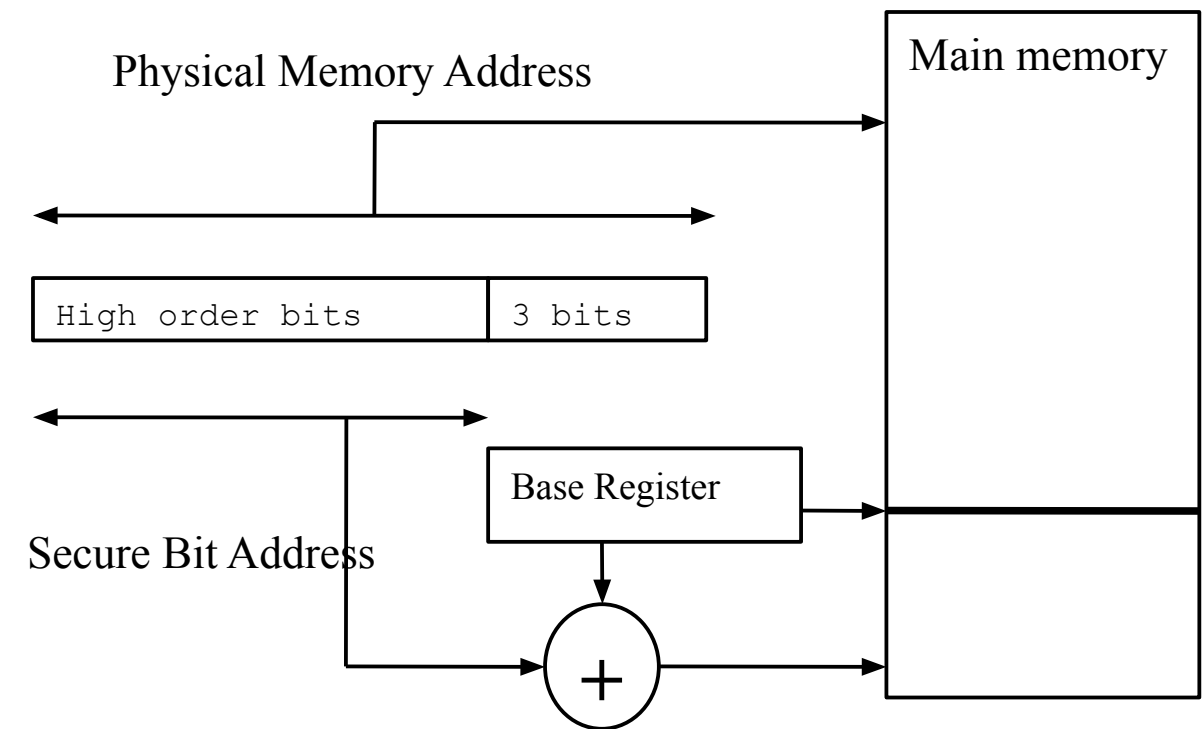 Physical Memory Address
Main memory
High order bits
3 bits
Base Register
Secure Bit Address
+